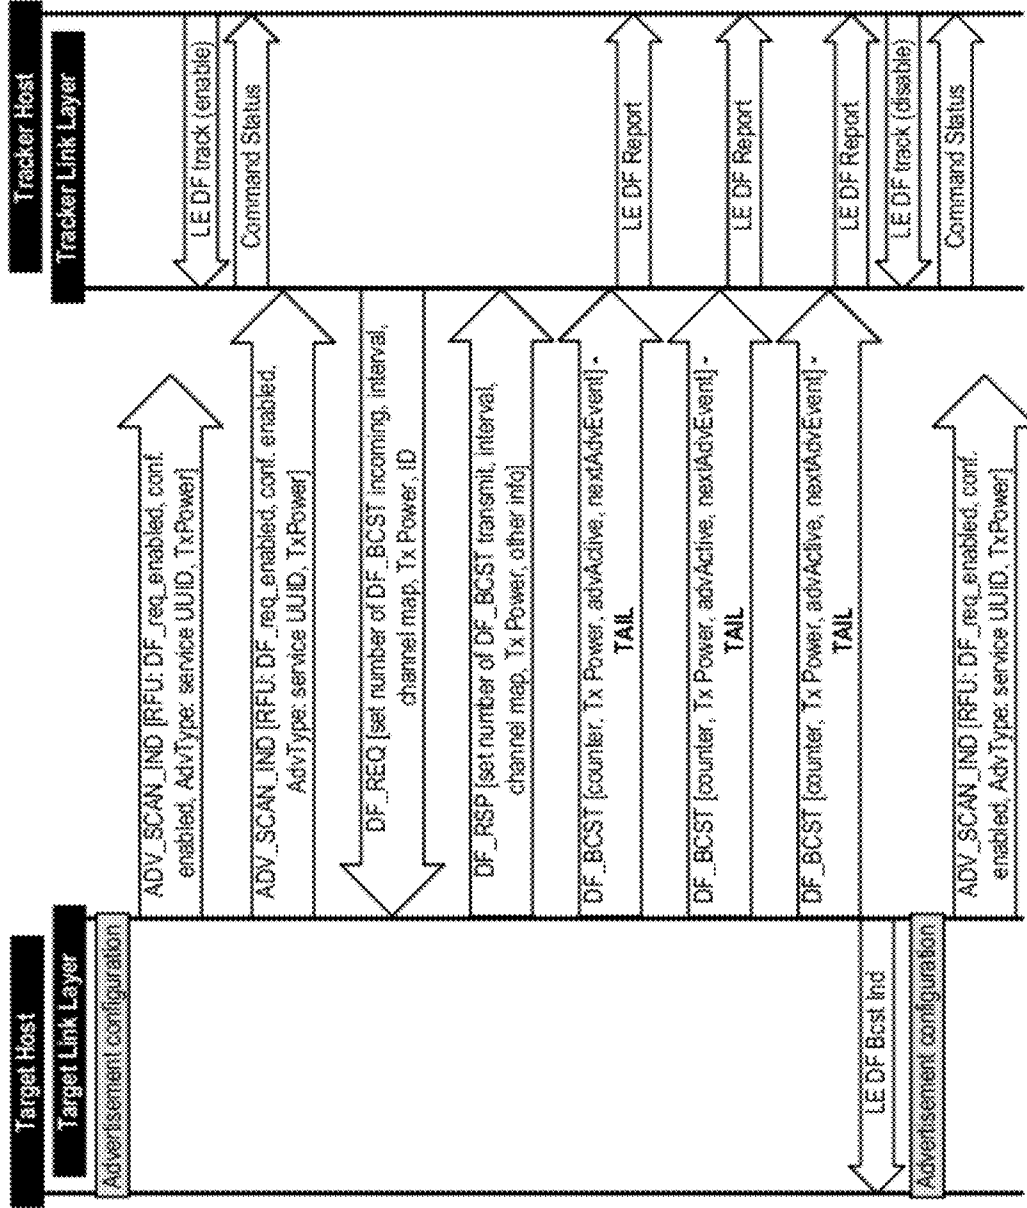 Target Host
Target Link Layer
Tracker Host
Tracker Link Layer
Advertisement configuration
ADV_SCAN_IND [RFU: DF_req_enabled, conf.
enabled, AdvType: service UUID, TxPower]
LE DF track (enable)
Command Status
ADV_SCAN_IND [RFU: DF_req_enabled, conf. enabled,
AdvType: service UUID, TxPower]
DF_REQ [set number of DF_BCST incoming, interval,
channel map, Tx Power, ID
DF_RSP [set number of DF_BCST transmit, interval,
channel map, Tx Power, other info]
DF_BCST [counter, Tx Power, advActive, nextAdvEvent] -
TAIL
LE DF Report
DF_BCST [counter, Tx Power, advActive, nextAdvEvent] -
TAIL
LE DF Report
DF_BCST [counter, Tx Power, advActive, nextAdvEvent] -
TAIL
LE DF Report
LE DF Bcst Ind
LE DF track (disable)
Advertisement configuration
Command Status
ADV_SCAN_IND [RFU: DF_req_enabled, conf.
enabled, AdvType: service UUID, TxPower]